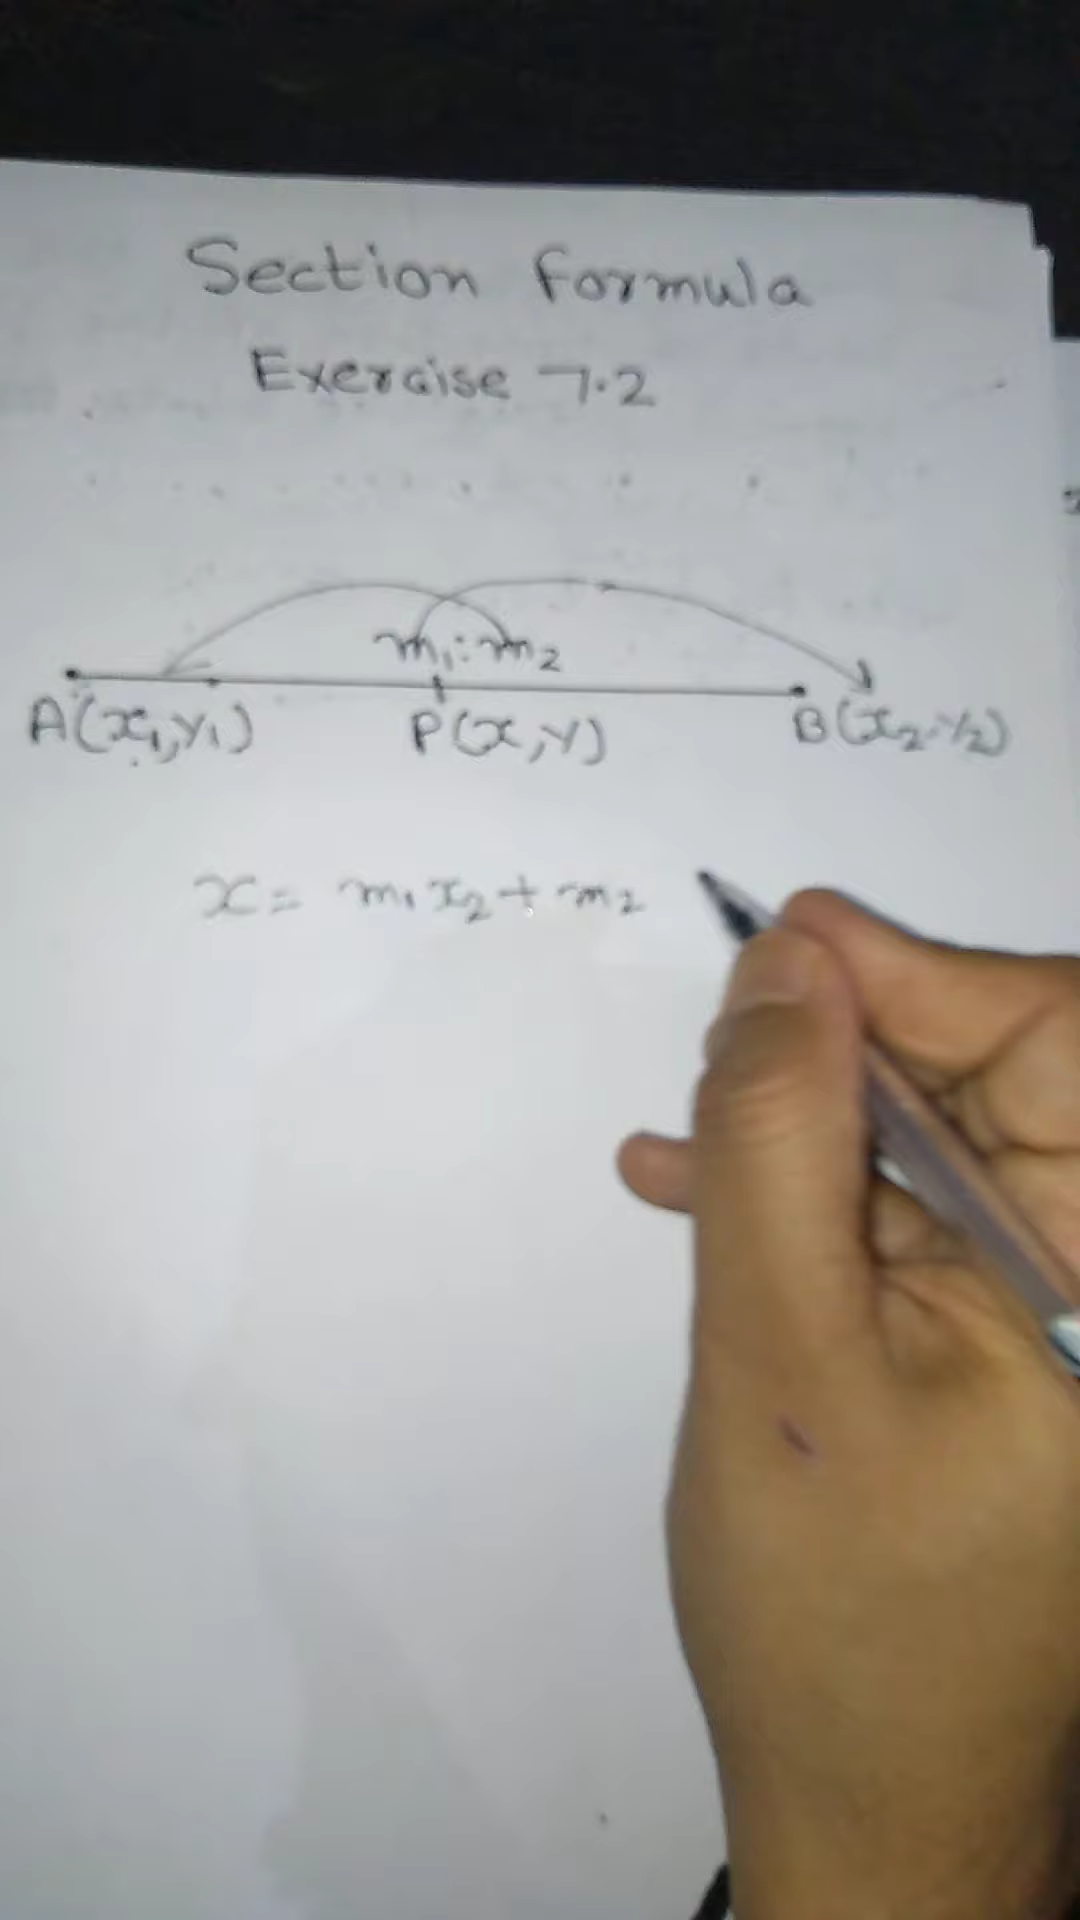 Section formula
Exercise 7.2
m₁:m₂
A(x₁,y₁) P(x,y) B(x₂,y₂)
x= m₁x₂+m₂